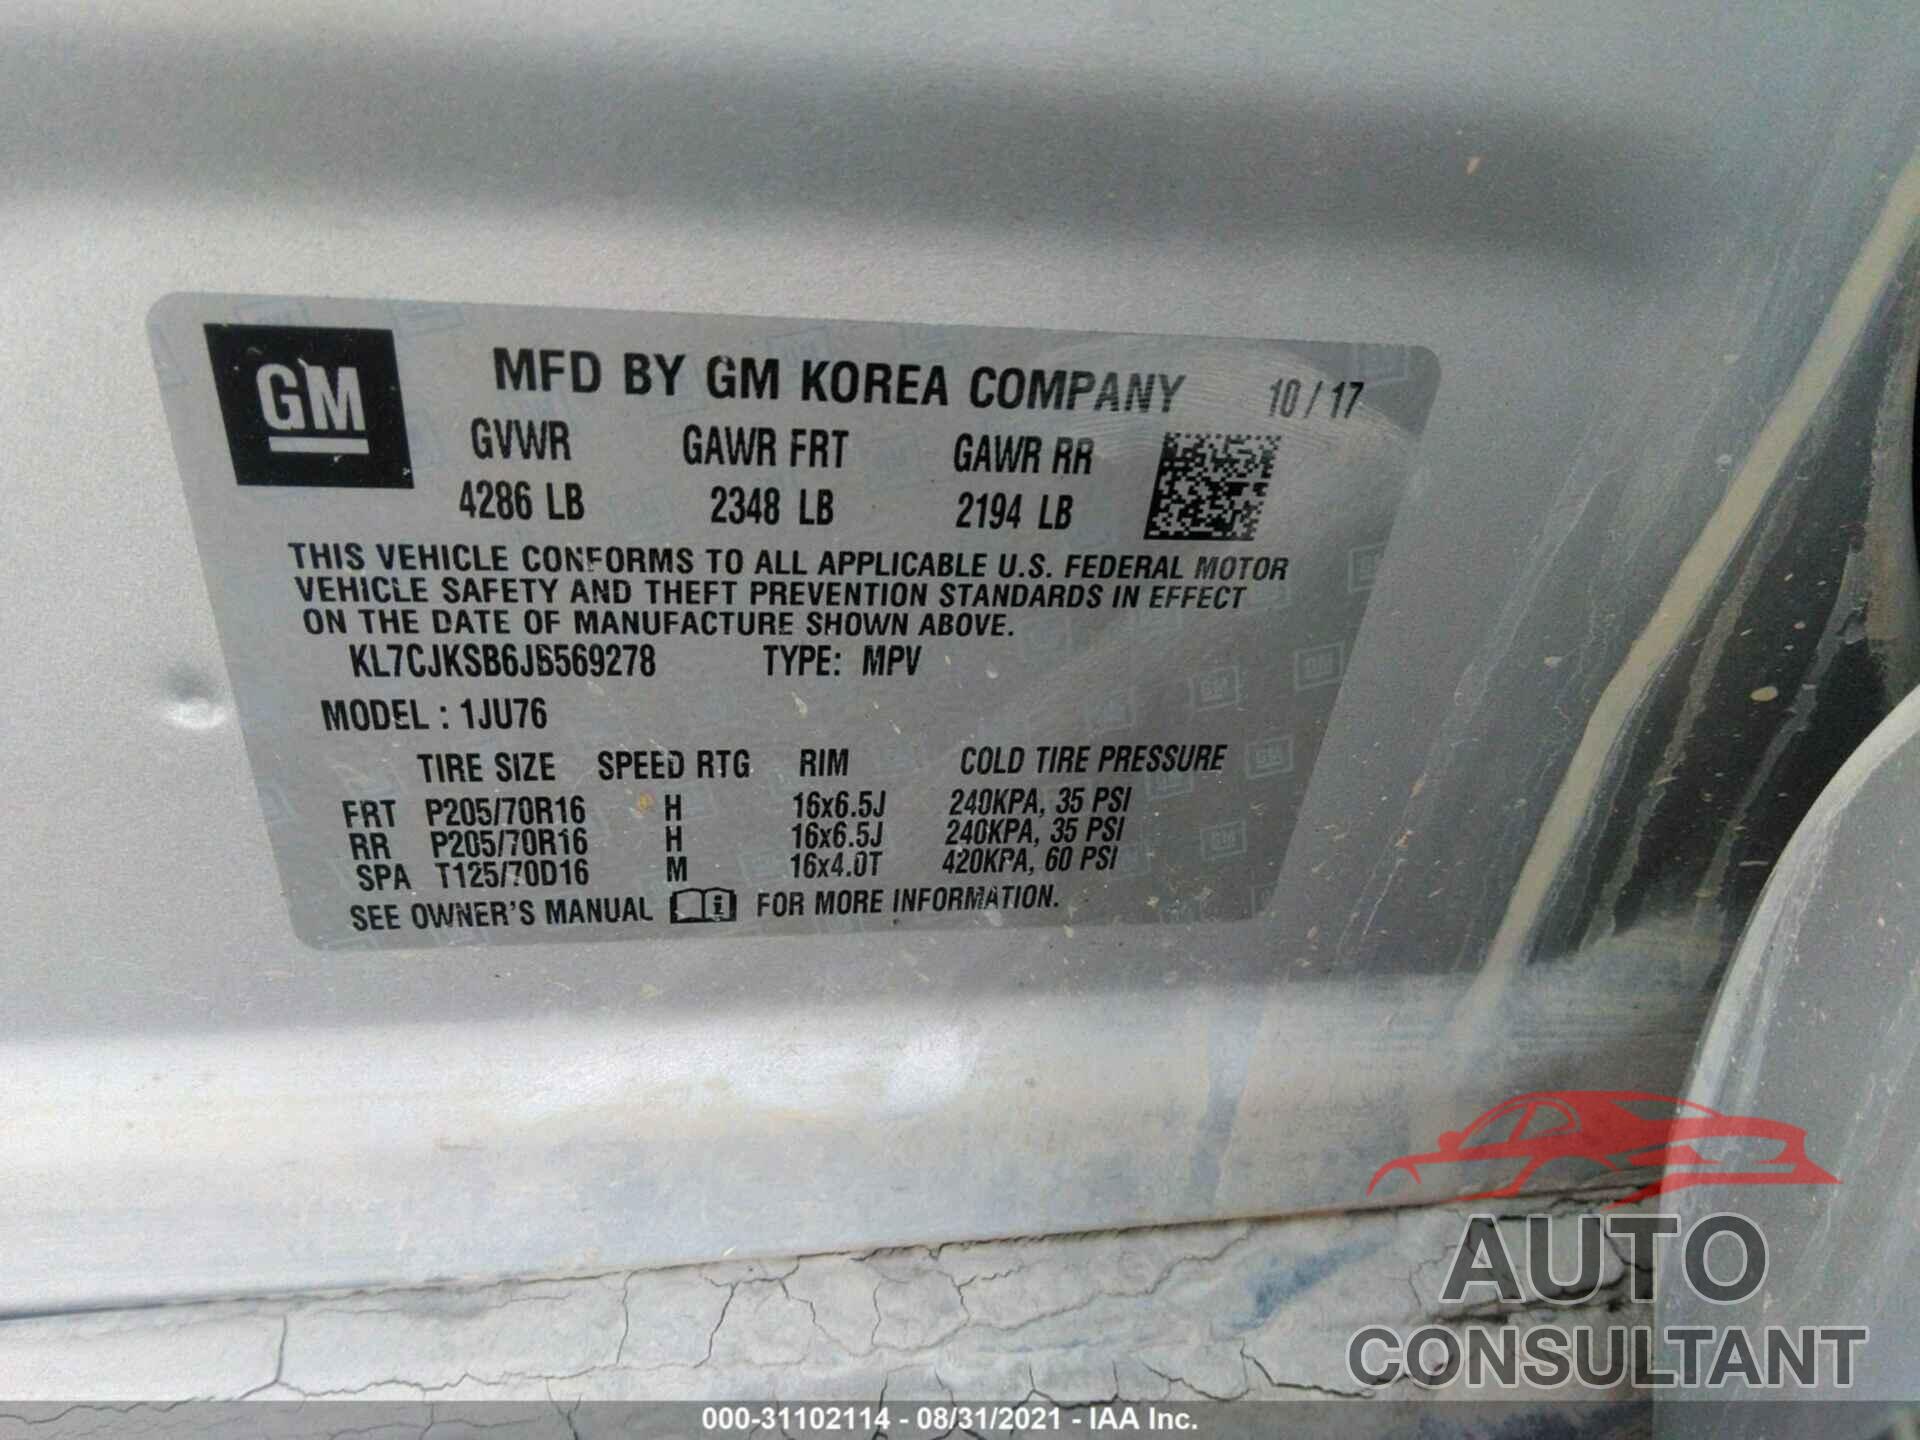 GM
MFD BY GM KOREA COMPANY 10 / 17
GVWR GAWR FRT GAWR RR
4286 LB 2348 LB 2194 LB
THIS VEHICLE CONFORMS TO ALL APPLICABLE U.S. FEDERAL MOTOR
VEHICLE SAFETY AND THEFT PREVENTION STANDARDS IN EFFECT
ON THE DATE OF MANUFACTURE SHOWN ABOVE.
KL7CJKSB6JB569278 TYPE: MPV
MODEL : 1JU76
TIRE SIZE SPEED RTG RIM COLD TIRE PRESSURE
FRT P205/70R16 H 16x6.5J 240KPA, 35 PSI
RR P205/70R16 H 16x6.5J 240KPA, 35 PSI
SPA T125/70D16 M 16x4.0T 420KPA, 60 PSI
SEE OWNER'S MANUAL FOR MORE INFORMATION.
AUTO
CONSULTANT
000-31102114 - 08/31/2021 - IAA Inc.